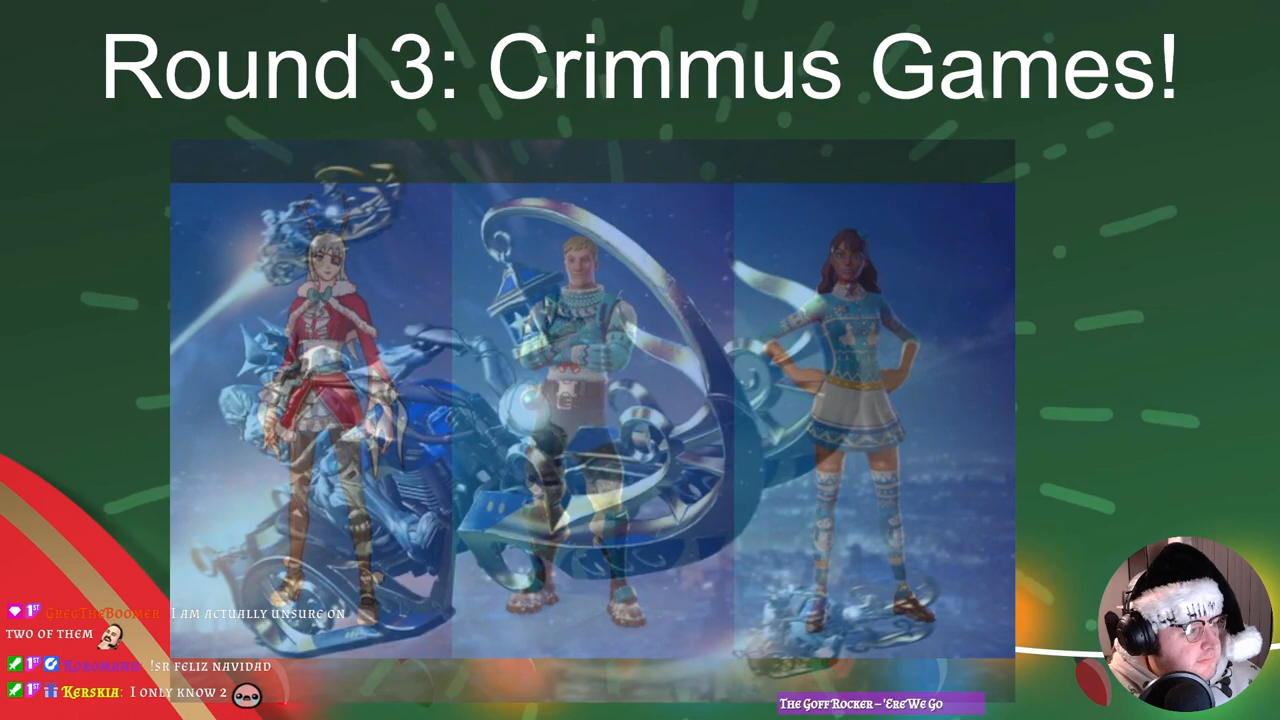 Round 3: Crimmus Games!
1ST GregTheBoomer: I am actually unsure on
two of them
1ST : !sr feliz navidad
1ST Kerskia: I only know 2
The Goff Rocker – 'Ere We Go